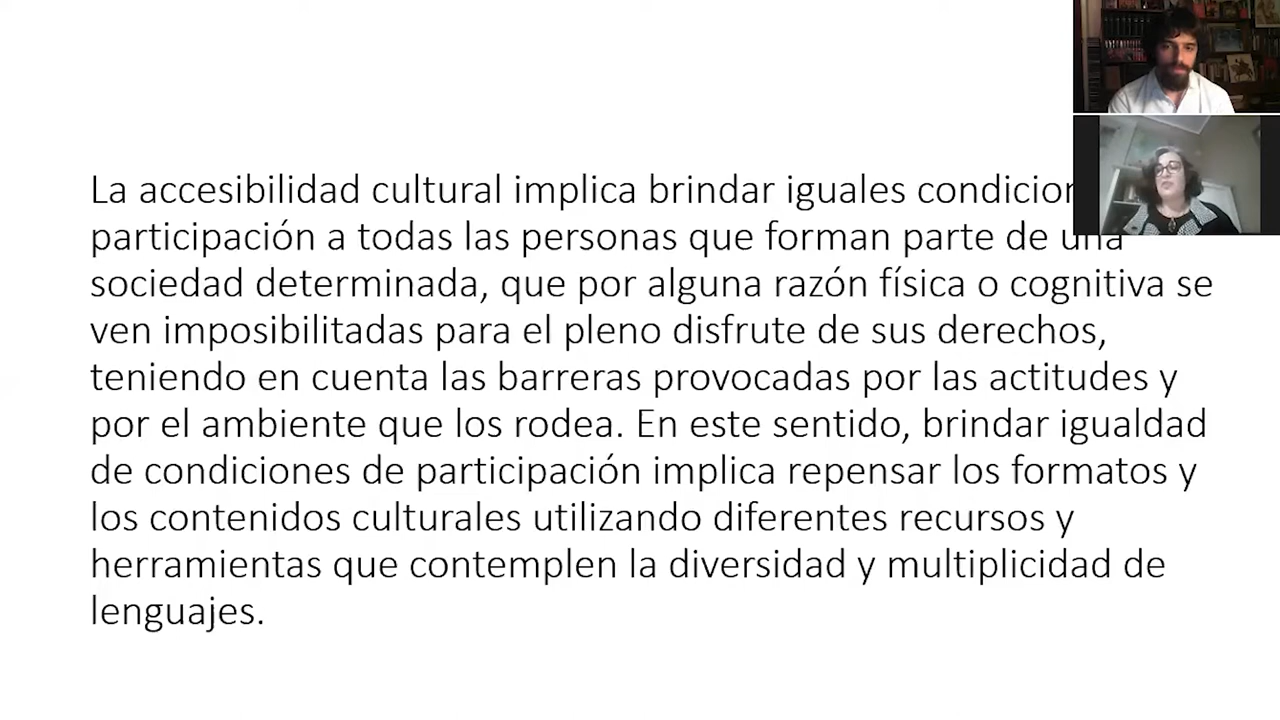 La accesibilidad cultural implica brindar iguales
participación a todas las personas que forman parte de una
sociedad determinada, que por alguna razón física o cognitiva se
ven imposibilitadas para el pleno disfrute de sus derechos,
teniendo en cuenta las barreras provocadas por las actitudes y
por el ambiente que los rodea. En este sentido, brindar igualdad
de condiciones de participación implica repensar los formatos y
los contenidos culturales utilizando diferentes recursos y
herramientas que contemplen la diversidad y multiplicidad de
lenguajes.